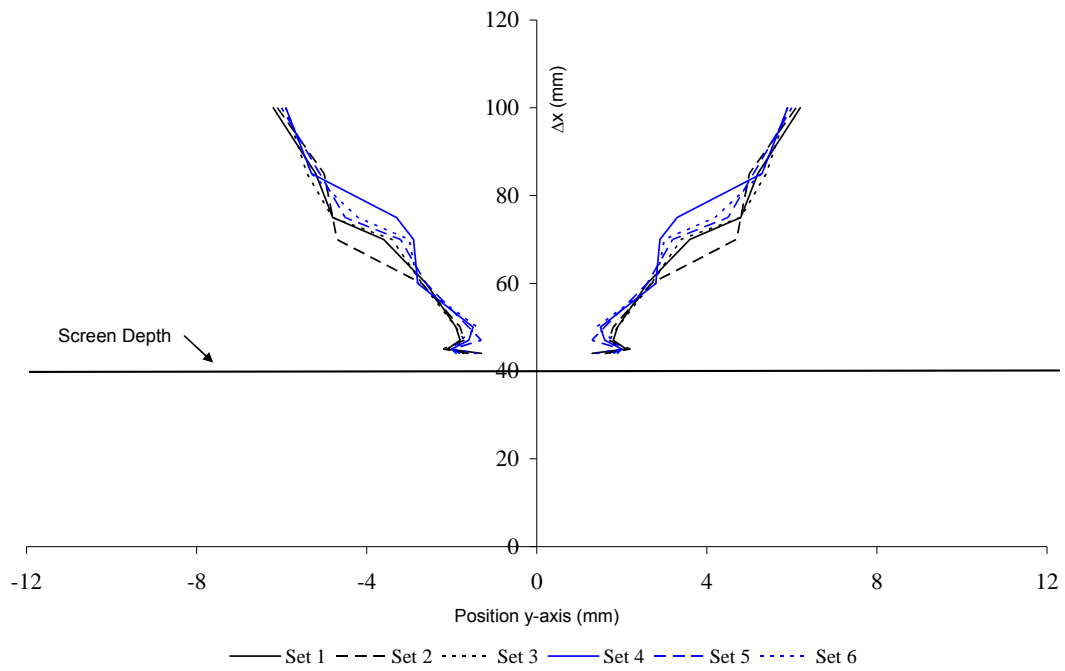 120
Δx (mm)
100
80
60
Screen Depth
40
20
0
-12 -8 -4 0 4 8 12
Position y-axis (mm)
Set 1 Set 2 Set 3 Set 4 Set 5 Set 6